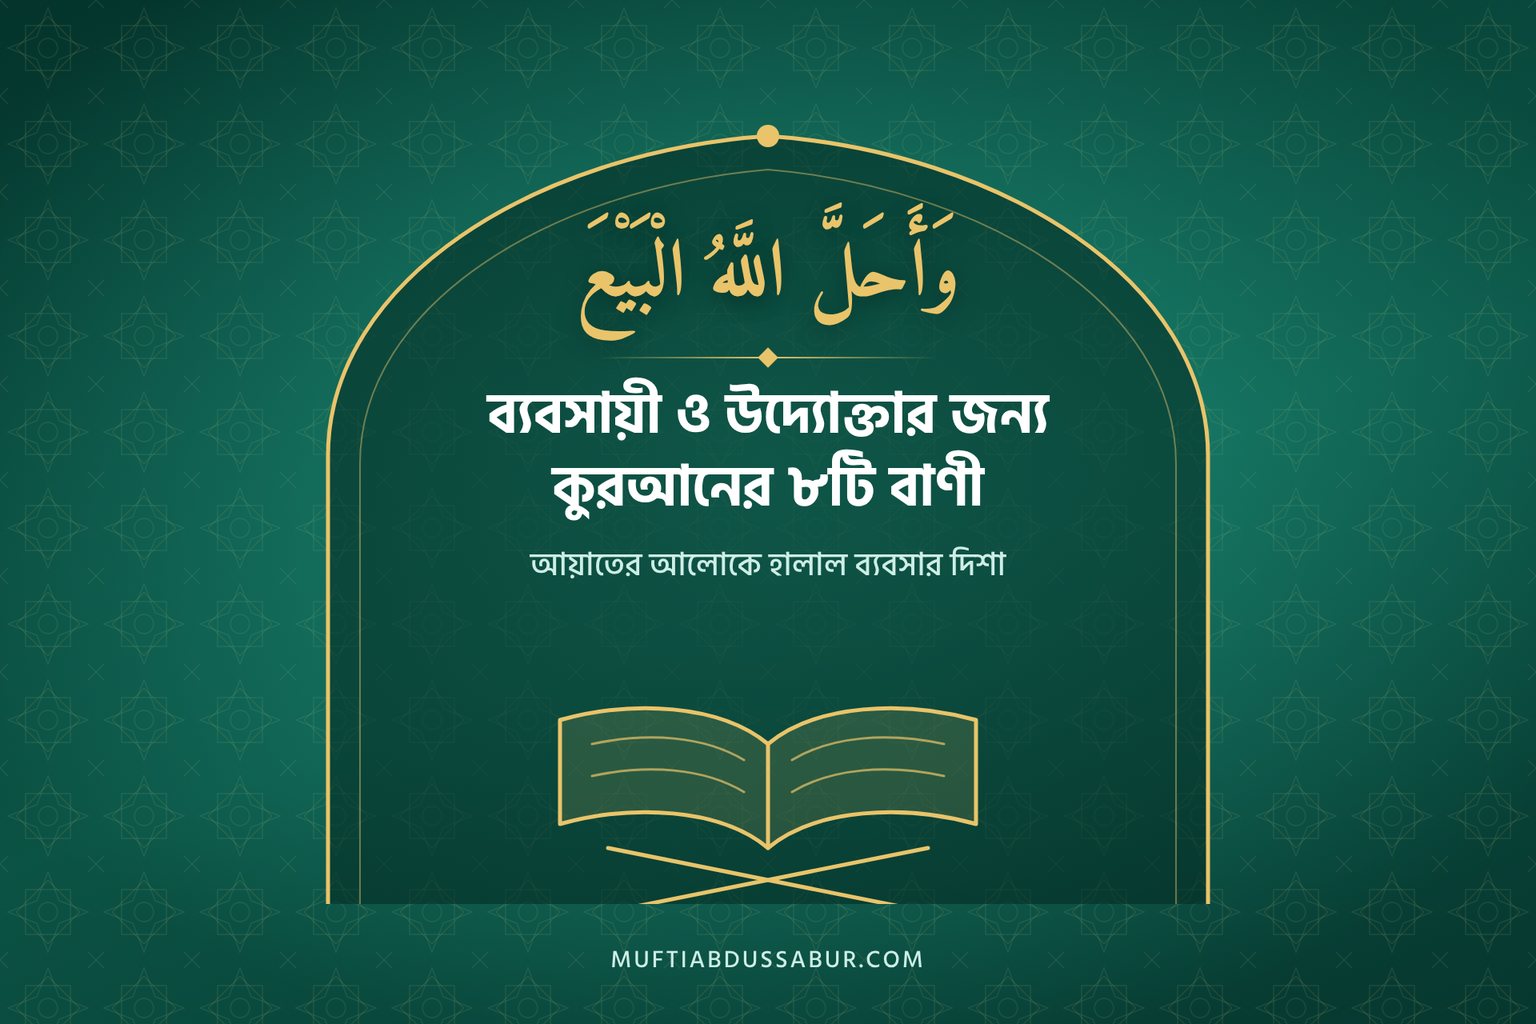 وَأَحَلَّ اللَّهُ الْبَيْعَ
ব্যবসায়ী ও উদ্যোক্তার জন্য
কুরআনের ৮টি বাণী
আয়াতের আলোকে হালাল ব্যবসার দিশা
MUFTIABDUSSABUR.COM